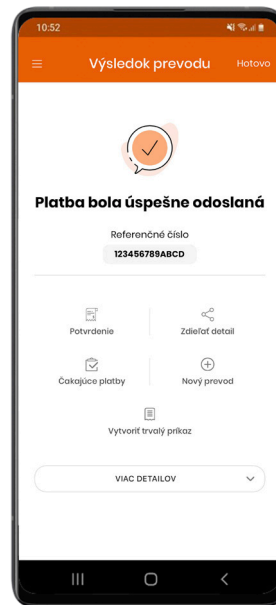 10:52
Výsledok prevodu
Hotovo
Platba bola úspešne odoslaná
Referenčné číslo
123456789ABCD
Potvrdenie
Zdieľať detail
Čakajúce platby
Nový prevod
Vytvoriť trvalý príkaz
VIAC DETAILOV